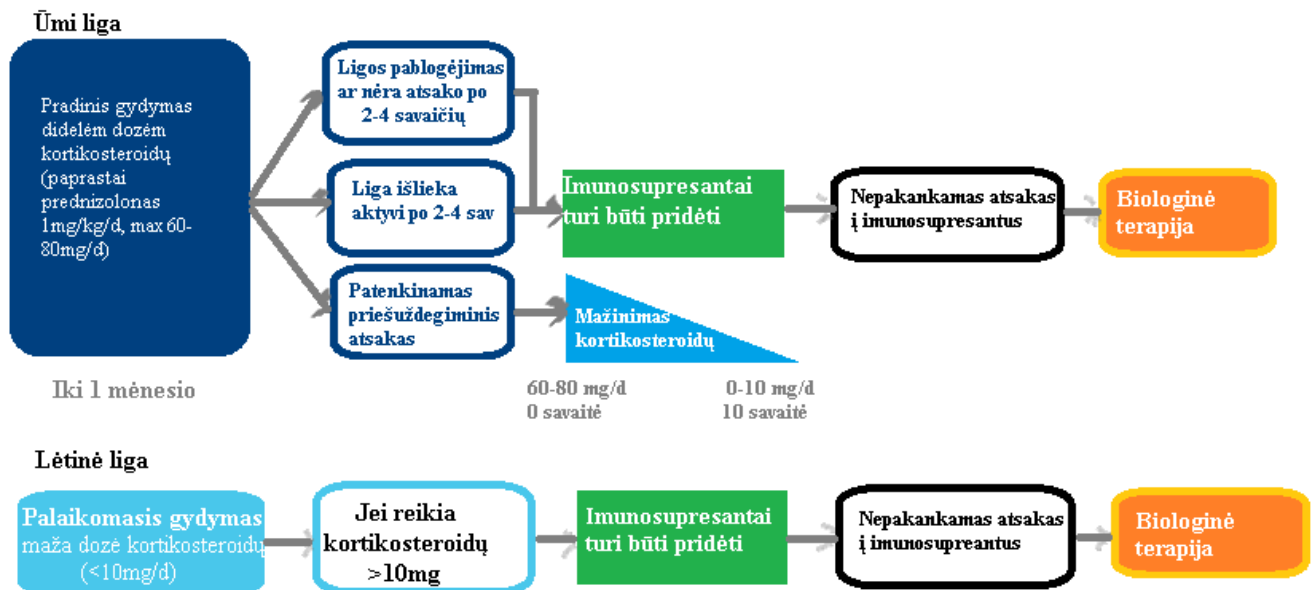 Ūmi liga
Pradinis gydymas
didelėm dozėm
kortikosteroidų
(paprastai
prednizolonas
1mg/kg/d, max 60-
80mg/d)
Iki 1 mėnesio
Ligos pablogėjimas
ar nėra atsako po
2-4 savaičių
Liga išlieka
aktyvi po 2-4 sav
Patenkinamas
priešuždegiminis
atsakas
Imunosupresantai
turi būti pridėti
Mažinimas
kortikosteroidų
60-80 mg/d
0 savaitė
0-10 mg/d
10 savaitė
Nepakankamas atsakas
į imunosupresantus
Biologinė
terapija
Lėtinė liga
Palaikomasis gydymas
maža dozė kortikosteroidų
(<10mg/d)
Jei reikia
kortikosteroidų
>10mg
Imunosupresantai
turi būti pridėti
Nepakankamas atsakas
į imunosupreantus
Biologinė
terapija